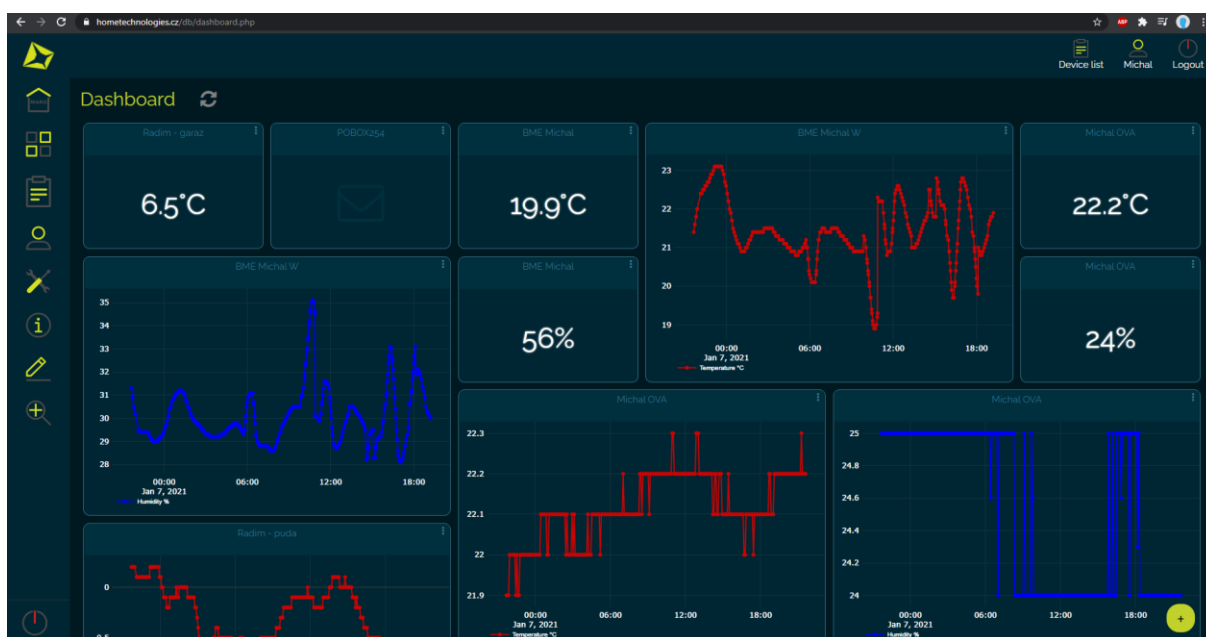 hometechnologies.cz/db/dashboard.php
ABP
Device list
Michal
Logout
Dashboard
Radim - garaz
6.5°C
POBOX254
BME Michal
19.9°C
BME Michal W
23
22
21
20
19
00:00
06:00
12:00
18:00
Jan 7, 2021
Temperature °C
Michal OVA
22.2°C
BME Michal W
35
34
33
32
31
30
29
28
00:00
06:00
12:00
18:00
Jan 7, 2021
Humidity %
BME Michal
56%
Michal OVA
24%
Michal OVA
22.3
22.2
22.1
22
21.9
00:00
06:00
12:00
18:00
Jan 7, 2021
Temperature °C
Michal OVA
25
24.8
24.6
24.4
24.2
24
00:00
06:00
12:00
18:00
Jan 7, 2021
Humidity %
+
Radim - puda
0